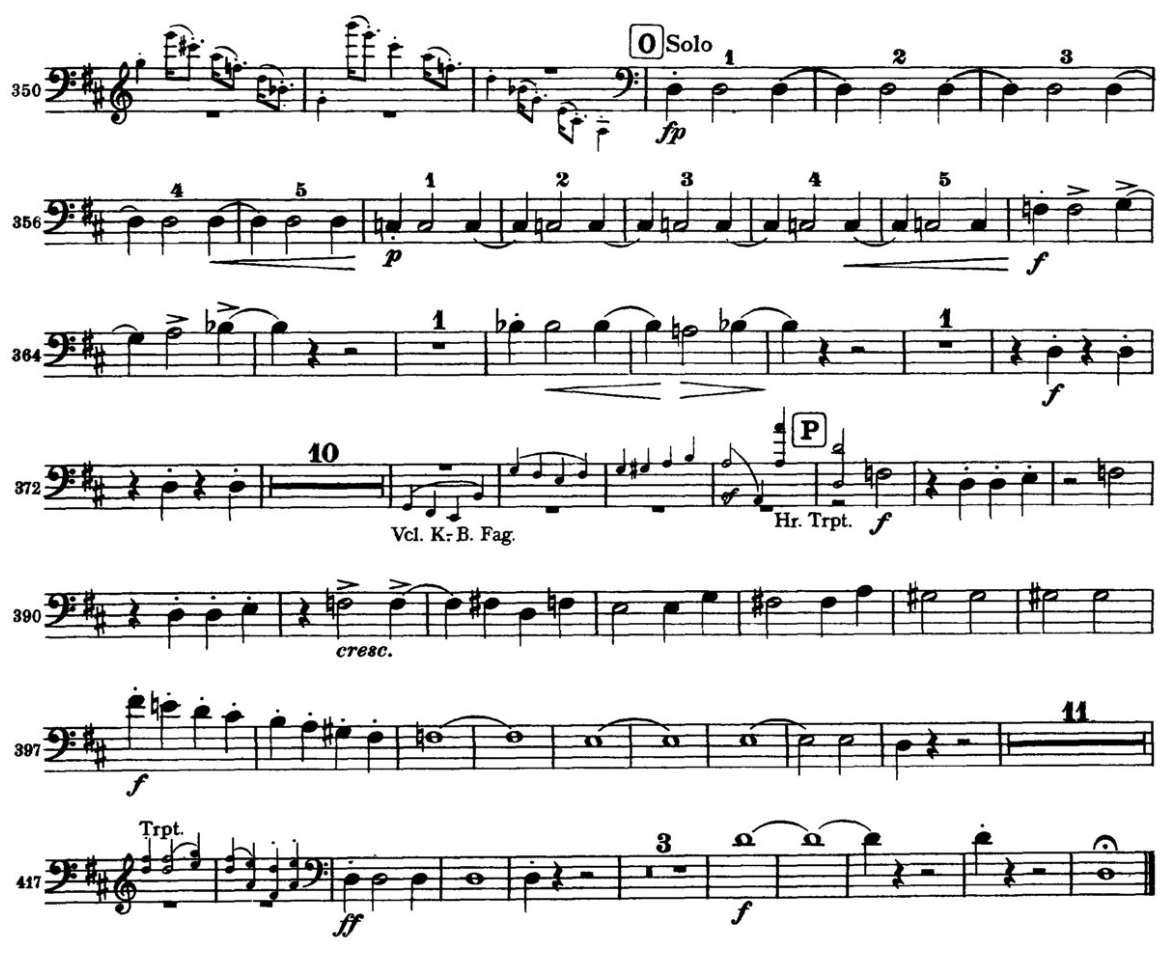 O Solo
350 1 2 3
fp
4 5 1 2 3 4 5
356
p f
1 1
364
f
10 P
372
Vcl. K.-B. Fag. Hr. Trpt. f
sf
390
cresc.
11
397
f
Trpt.
3
417
ff f